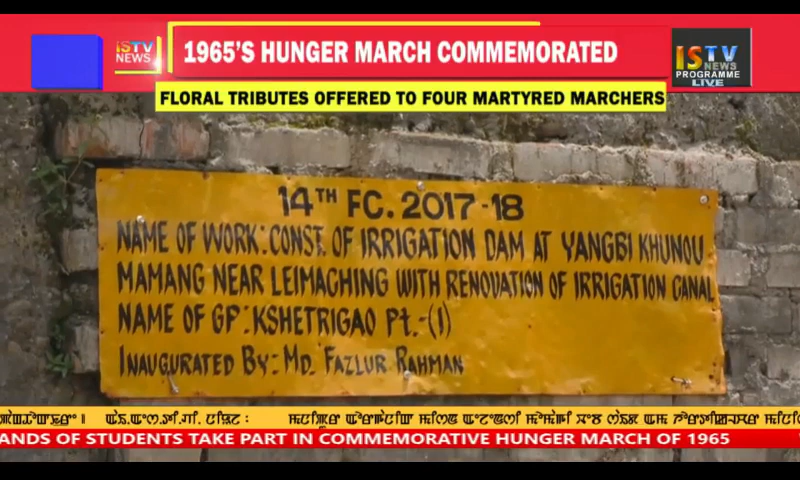 ISTV
NEWS
1965'S HUNGER MARCH COMMEMORATED
ISTV
NEWS
PROGRAMME
LIVE
FLORAL TRIBUTES OFFERED TO FOUR MARTYRED MARCHERS
14TH FC. 2017-18
NAME OF WORK: CONST. OF IRRIGATION DAM AT YANGBI KHUNOU
MAMANG NEAR LEIMACHING WITH RENOVATION OF IRRIGATION CANAL
NAME OF GP: KSHETRIGAO Pt.-(1)
INAUGURATED BY: MD. FAZLUR RAHMAN
ANDS OF STUDENTS TAKE PART IN COMMEMORATIVE HUNGER MARCH OF 1965